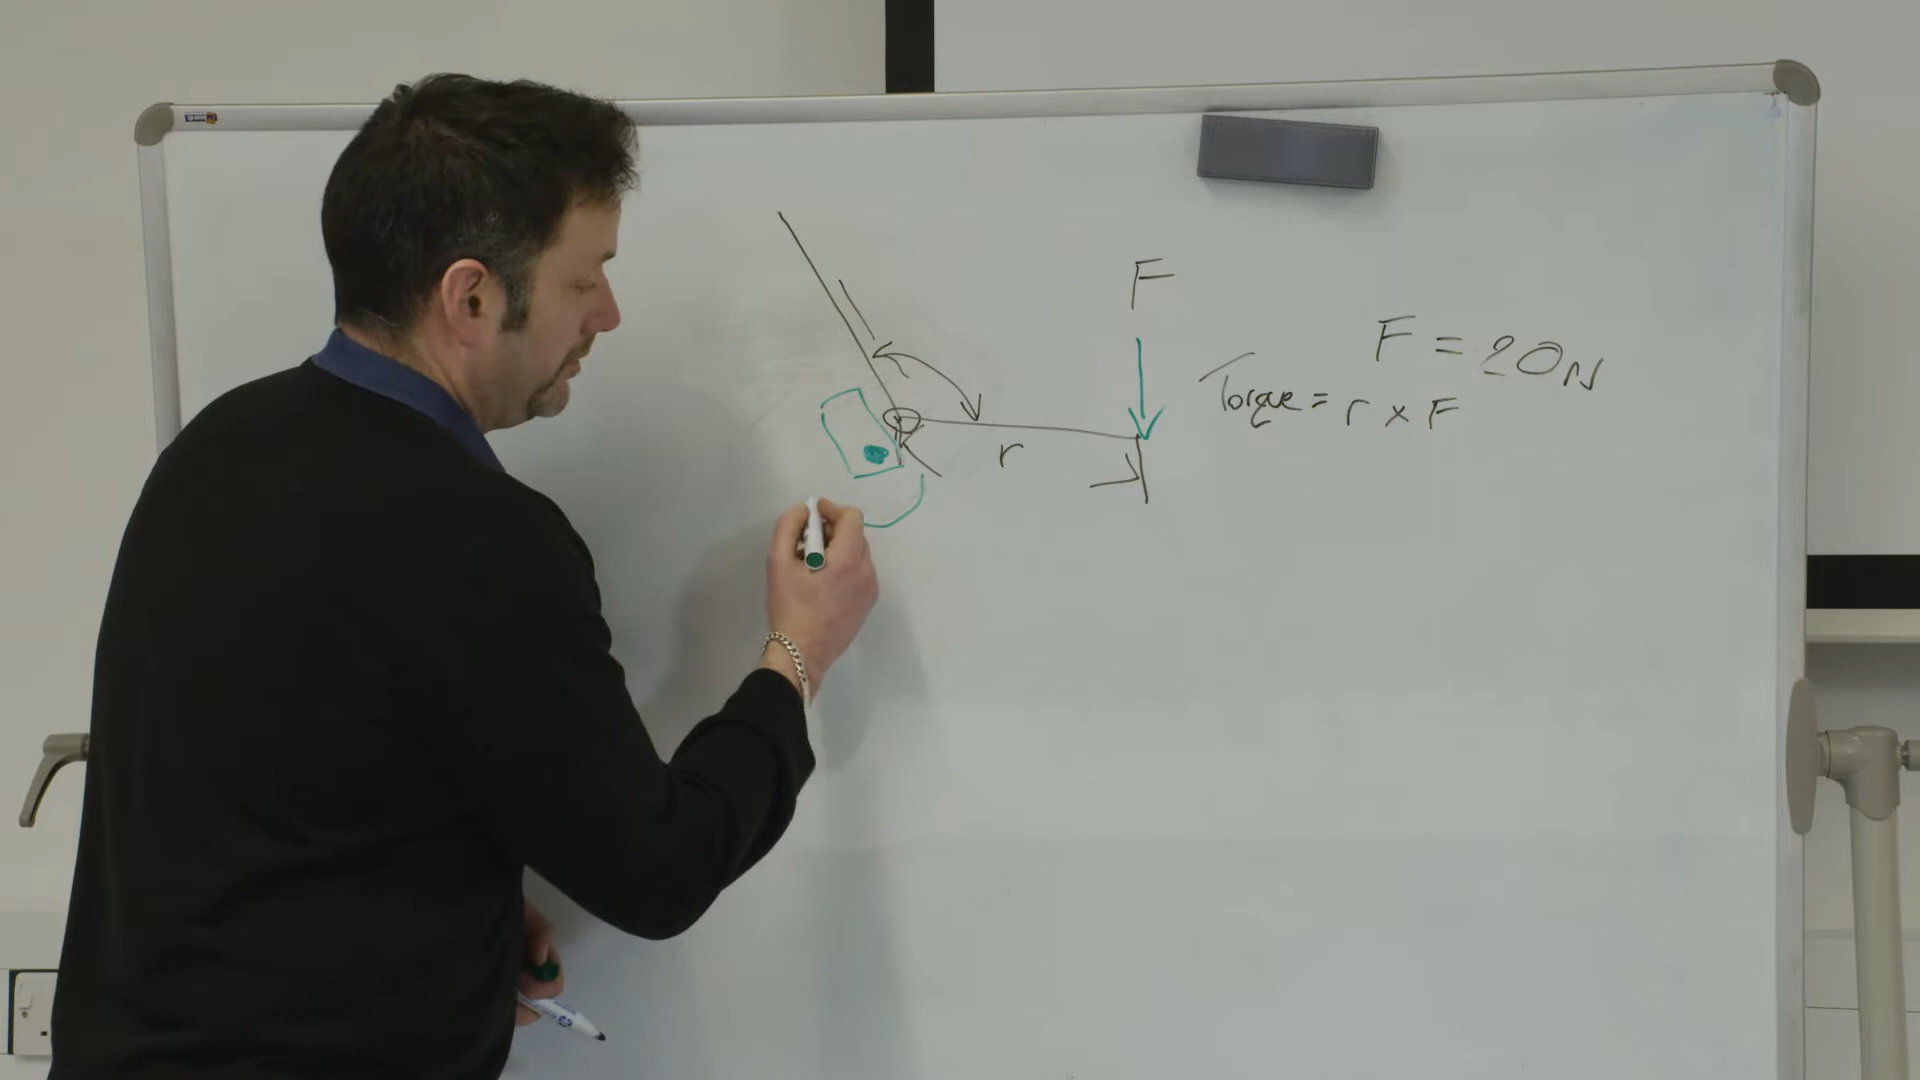 F
F = 20N
Torque = r x F
r